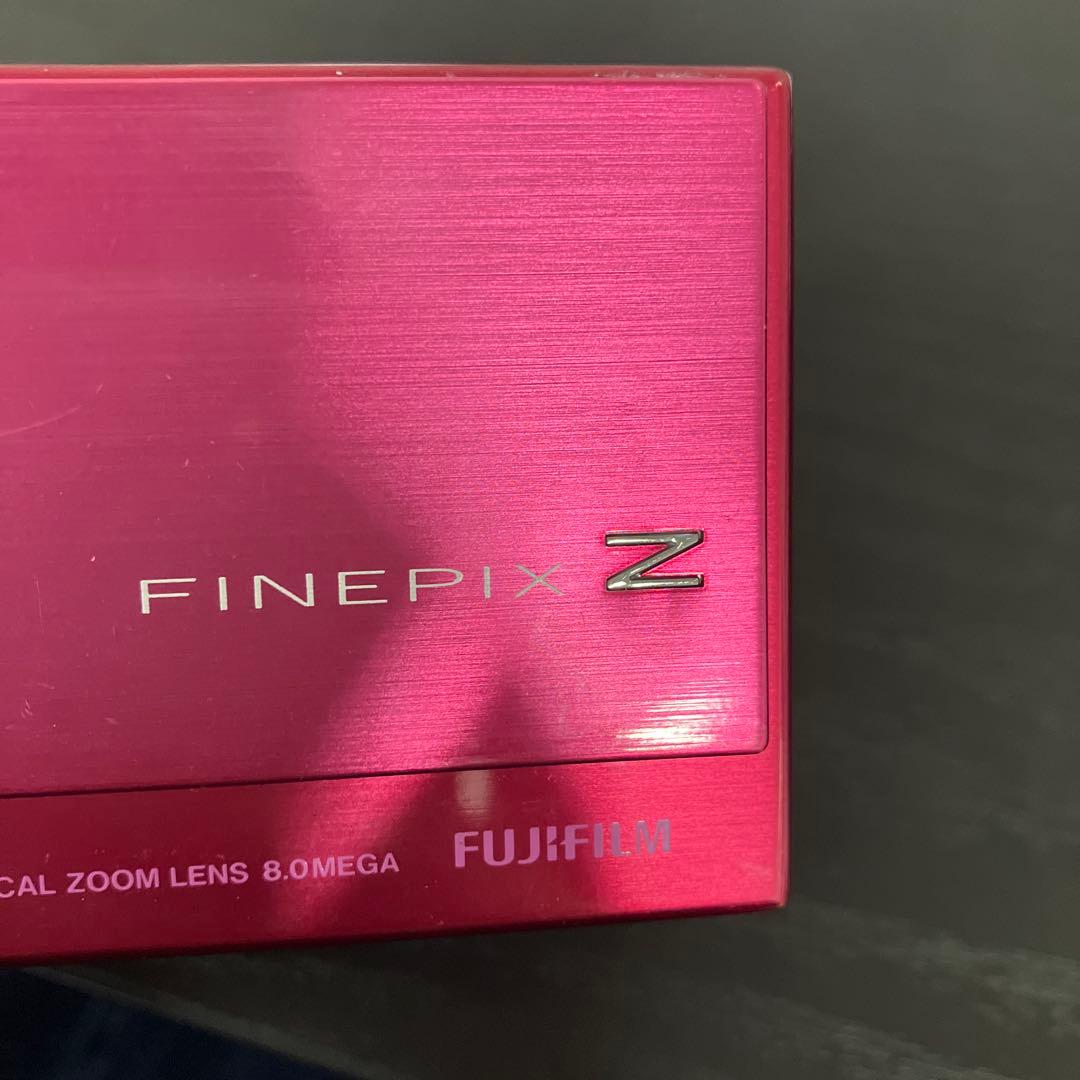 FINEPIX Z
CAL ZOOM LENS 8.0MEGA
FUJIFILM